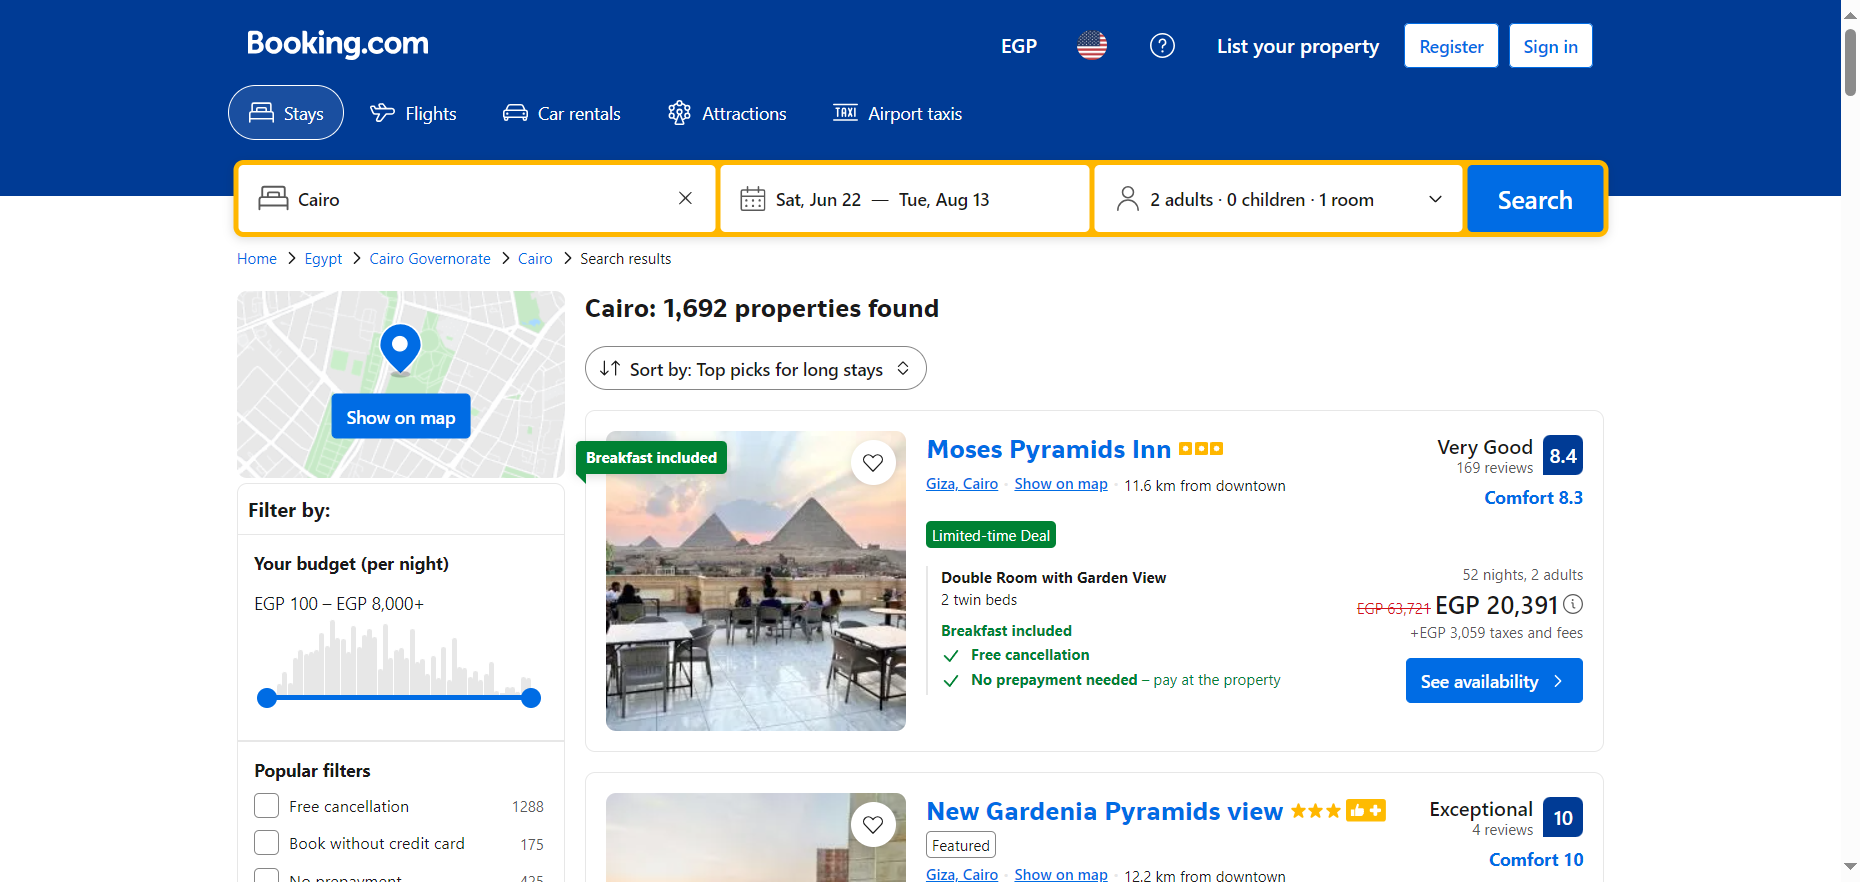 Booking.com
EGP
List your property
Register
Sign in
Stays
Flights
Car rentals
Attractions
TAXI
Airport taxis
Cairo
Sat, Jun 22 — Tue, Aug 13
2 adults · 0 children · 1 room
Search
Home > Egypt > Cairo Governorate > Cairo > Search results
Show on map
Filter by:
Your budget (per night)
EGP 100 – EGP 8,000+
Popular filters
Free cancellation 1288
Book without credit card 175
No prepayment 425
Cairo: 1,692 properties found
Sort by: Top picks for long stays
Breakfast included
Moses Pyramids Inn
Giza, Cairo · Show on map · 11.6 km from downtown
Very Good
169 reviews
8.4
Comfort 8.3
Limited-time Deal
Double Room with Garden View
2 twin beds
Breakfast included
Free cancellation
No prepayment needed – pay at the property
52 nights, 2 adults
EGP 63,721 EGP 20,391
+EGP 3,059 taxes and fees
See availability
New Gardenia Pyramids view
Featured
Giza, Cairo · Show on map · 12.2 km from downtown
Exceptional
4 reviews
10
Comfort 10